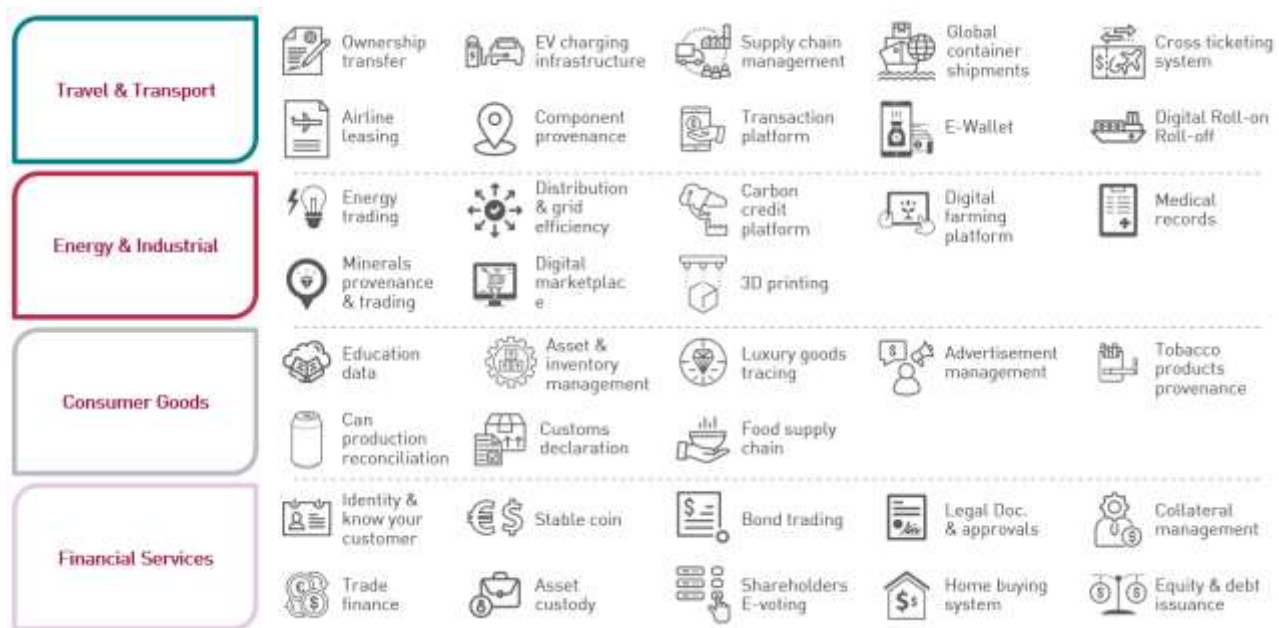 Travel & Transport
Ownership
transfer
EV charging
infrastructure
Supply chain
management
Global
container
shipments
Cross ticketing
system
Airline
leasing
Component
provenance
Transaction
platform
E-Wallet
Digital Roll-on
Roll-off
Energy & Industrial
Energy
trading
Distribution
& grid
efficiency
Carbon
credit
platform
Digital
farming
platform
Medical
records
Minerals
provenance
& trading
Digital
marketplac
e
3D printing
Consumer Goods
Education
data
Asset &
inventory
management
Luxury goods
tracing
Advertisement
management
Tobacco
products
provenance
Can
production
reconciliation
Customs
declaration
Food supply
chain
Financial Services
Identity &
know your
customer
€$
Stable coin
Bond trading
Legal Doc.
& approvals
Collateral
management
Trade
finance
Asset
custody
Shareholders
E-voting
Home buying
system
Equity & debt
issuance